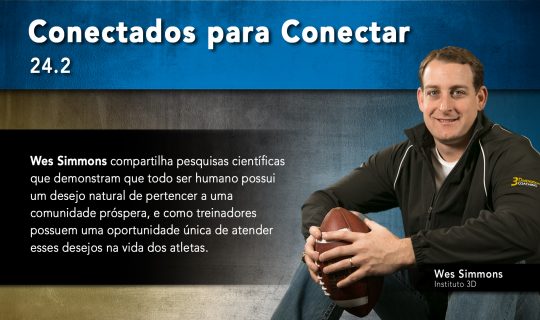 Conectados para Conectar
24.2
Wes Simmons compartilha pesquisas científicas
que demonstram que todo ser humano possui
um desejo natural de pertencer a uma
comunidade próspera, e como treinadores
possuem uma oportunidade única de atender
esses desejos na vida dos atletas.
Wes Simmons
Instituto 3D